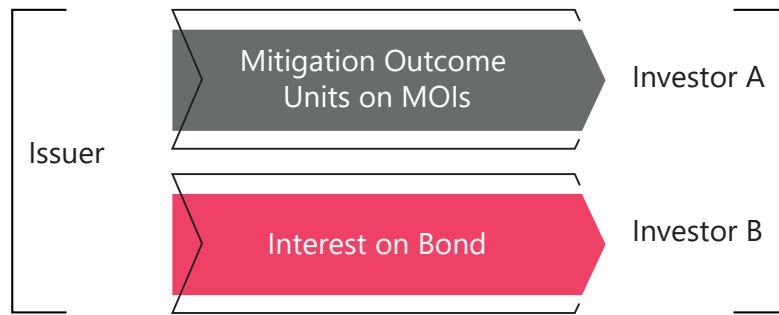 Issuer
Mitigation Outcome
Units on MOIs
Investor A
Interest on Bond
Investor B